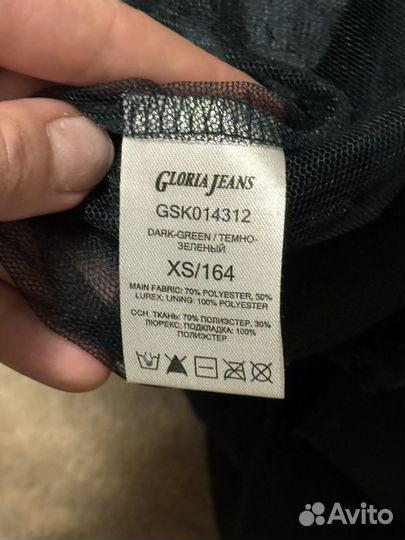 GLORIA JEANS
GSK014312
DARK-GREEN / ТЕМНО-
ЗЕЛЕНЫЙ
XS/164
MAIN FABRIC: 70% POLYESTER, 30%
LUREX; LINING: 100% POLYESTER
ОСН. ТКАНЬ: 70% ПОЛИЭСТЕР, 30%
ЛЮРЕКС; ПОДКЛАДКА: 100%
ПОЛИЭСТЕР
Avito